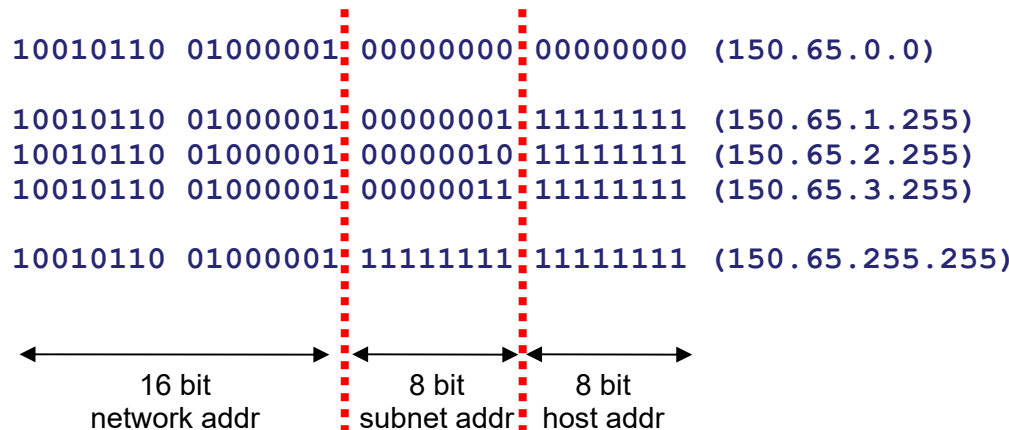 10010110 01000001 00000000 00000000 (150.65.0.0)
10010110 01000001 00000001 11111111 (150.65.1.255)
10010110 01000001 00000010 11111111 (150.65.2.255)
10010110 01000001 00000011 11111111 (150.65.3.255)
10010110 01000001 11111111 11111111 (150.65.255.255)
16 bit 8 bit 8 bit
network addr subnet addr host addr